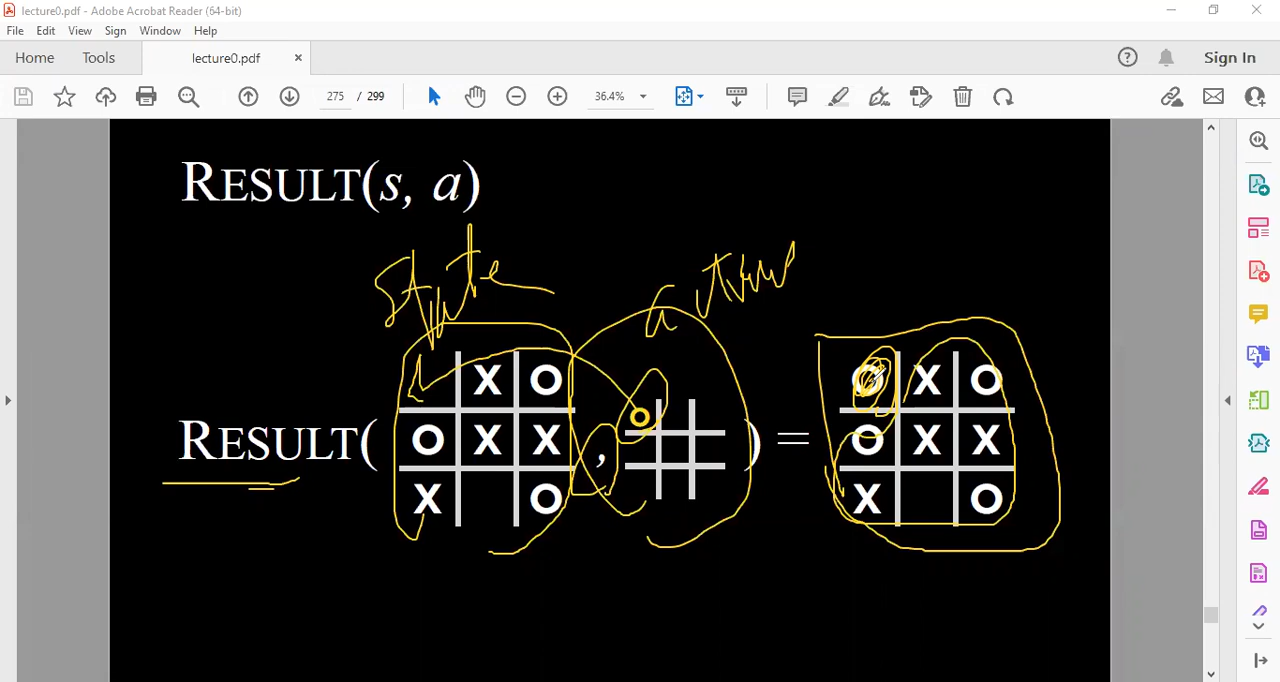 lecture0.pdf - Adobe Acrobat Reader (64-bit)
File Edit View Sign Window Help
Home Tools lecture0.pdf × Sign In
275 / 299 36.4%
RESULT(s, a)
state
X O
RESULT( O X X , O ) =
X O
O X O
O X X
X O